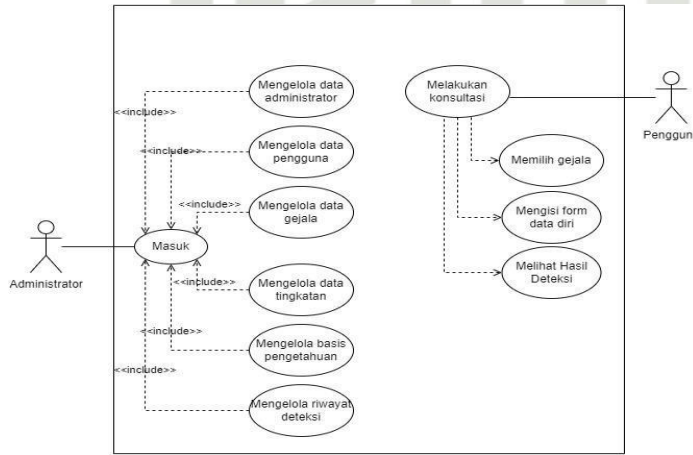 Mengelola data
administrator
<<include>>
Mengelola data
pengguna
<<include>>
Mengelola data
gejala
<<include>>
Masuk
Administrator
Mengelola data
tingkatan
<<include>>
Mengelola basis
pengetahuan
<<include>>
Mengelola riwayat
deteksi
<<include>>
Melakukan
konsultasi
Penggun
Memilih gejala
Mengisi form
data diri
Melihat Hasil
Deteksi